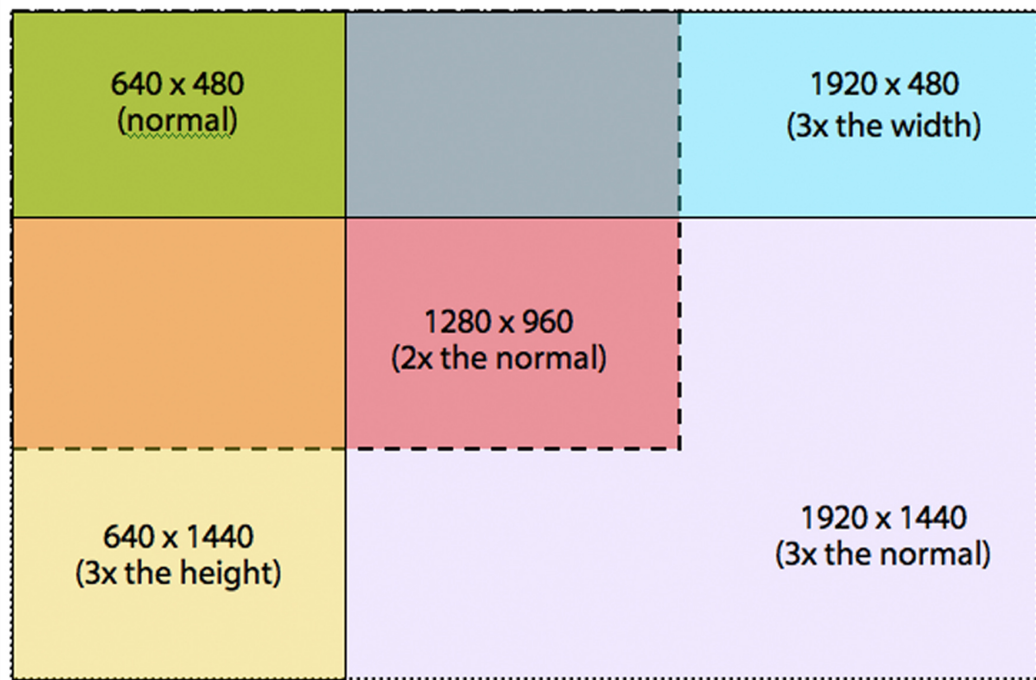 640 x 480
(normal)
1920 x 480
(3x the width)
1280 x 960
(2x the normal)
640 x 1440
(3x the height)
1920 x 1440
(3x the normal)